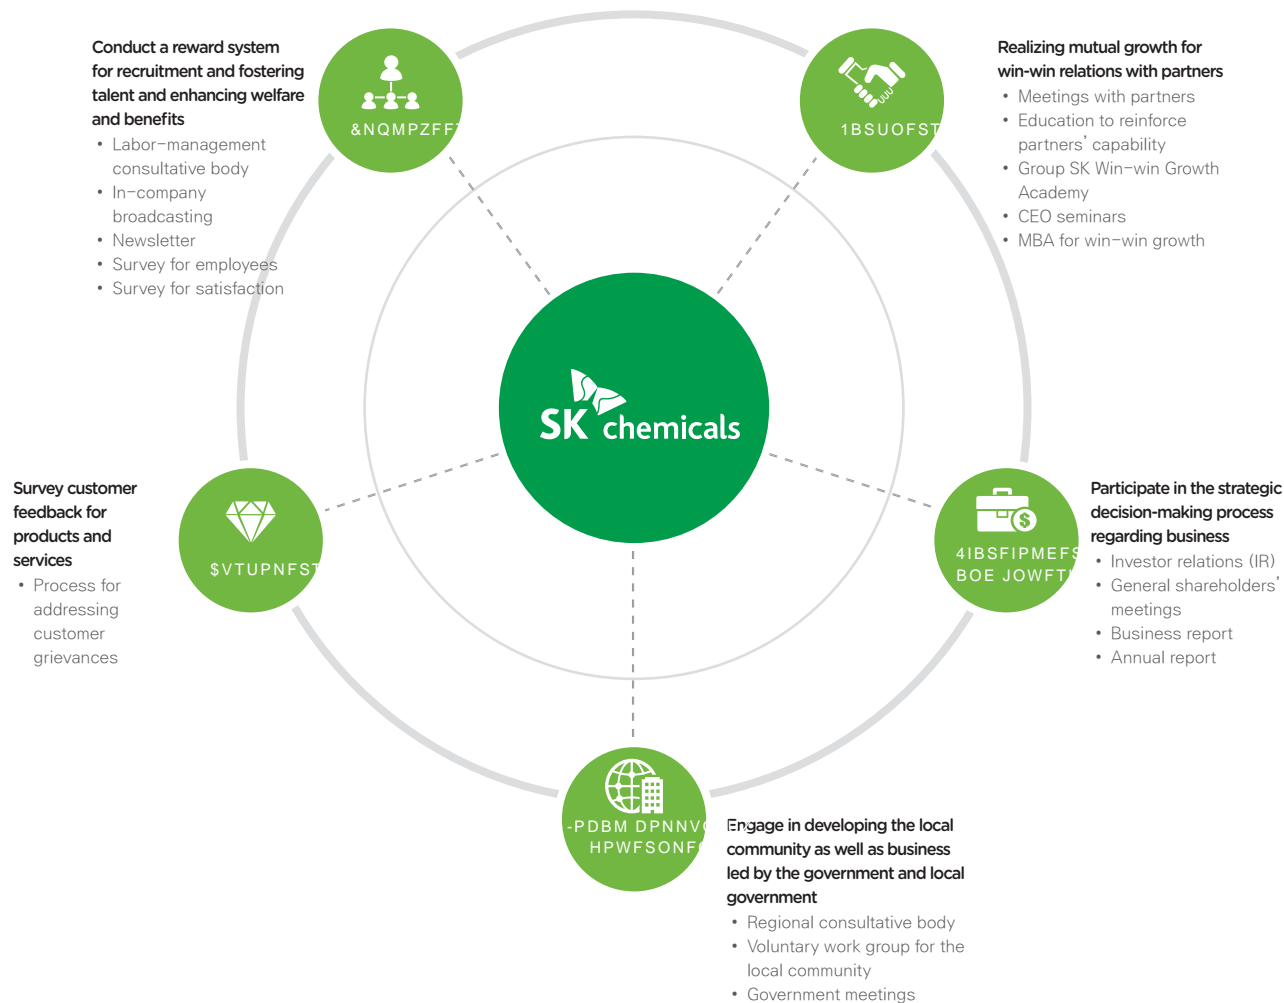 Conduct a reward system
for recruitment and fostering
talent and enhancing welfare
and benefits
• Labor-management
consultative body
• In-company
broadcasting
• Newsletter
• Survey for employees
• Survey for satisfaction
&NQMPZFF
1BSUOFST
Realizing mutual growth for
win-win relations with partners
• Meetings with partners
• Education to reinforce
partners' capability
• Group SK Win-win Growth
Academy
• CEO seminars
• MBA for win-win growth
SK chemicals
Survey customer
feedback for
products and
services
• Process for
addressing
customer
grievances
$VTUPNFST
4IBSFIPMEFS
BOE JOWFT
Participate in the strategic
decision-making process
regarding business
• Investor relations (IR)
• General shareholders'
meetings
• Business report
• Annual report
-PDBM DPNNV
HPWFSONF
Engage in developing the local
community as well as business
led by the government and local
government
• Regional consultative body
• Voluntary work group for the
local community
• Government meetings